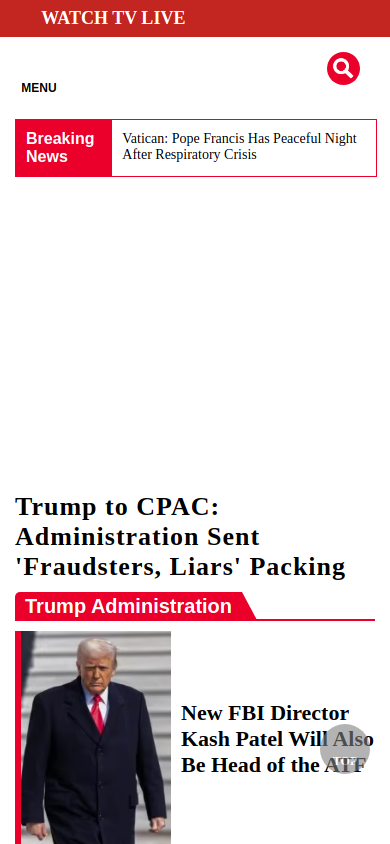 WATCH TV LIVE
MENU
Breaking
News
Vatican: Pope Francis Has Peaceful Night
After Respiratory Crisis
Trump to CPAC:
Administration Sent
'Fraudsters, Liars' Packing
Trump Administration
New FBI Director
Kash Patel Will Also
Be Head of the ATF
TOP